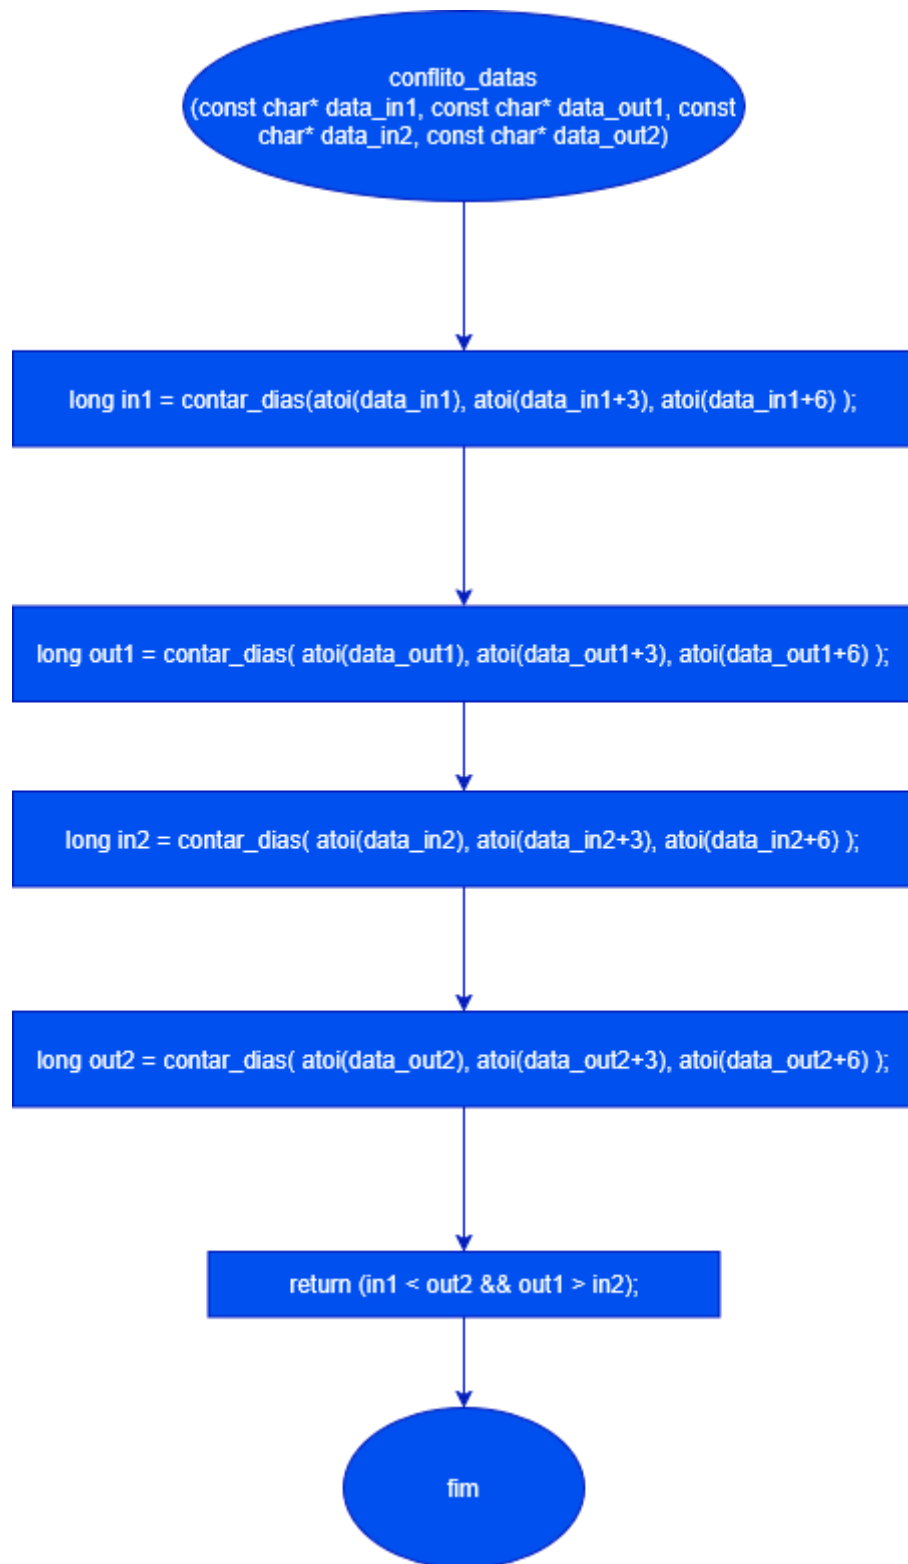 conflito_datas
(const char* data_in1, const char* data_out1, const
char* data_in2, const char* data_out2)
long in1 = contar_dias(atoi(data_in1), atoi(data_in1+3), atoi(data_in1+6) );
long out1 = contar_dias( atoi(data_out1), atoi(data_out1+3), atoi(data_out1+6) );
long in2 = contar_dias( atoi(data_in2), atoi(data_in2+3), atoi(data_in2+6) );
long out2 = contar_dias( atoi(data_out2), atoi(data_out2+3), atoi(data_out2+6) );
return (in1 < out2 && out1 > in2);
fim